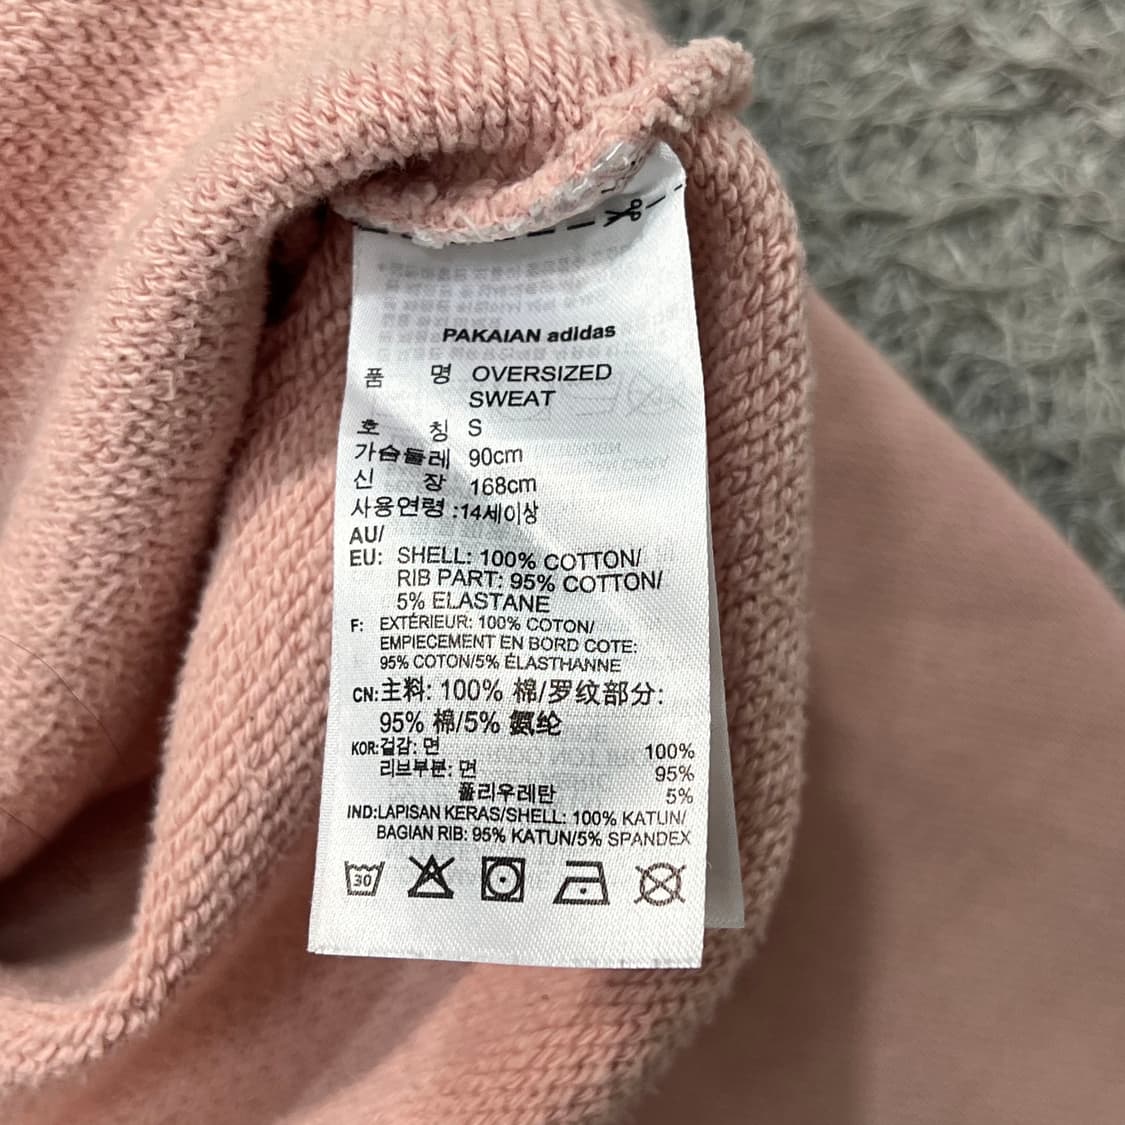 PAKAIAN adidas
품 명 OVERSIZED
SWEAT
호 칭 S
가슴둘레 90cm
신 장 168cm
사용연령 :14세이상
AU/
EU: SHELL: 100% COTTON/
RIB PART: 95% COTTON/
5% ELASTANE
F: EXTÉRIEUR: 100% COTON/
EMPIECEMENT EN BORD COTE:
95% COTON/5% ÉLASTHANNE
CN: 主料: 100% 棉/罗纹部分:
95% 棉/5% 氨纶
KOR:겉감: 면 100%
리브부분: 면 95%
폴리우레탄 5%
IND:LAPISAN KERAS/SHELL: 100% KATUN/
BAGIAN RIB: 95% KATUN/5% SPANDEX
30